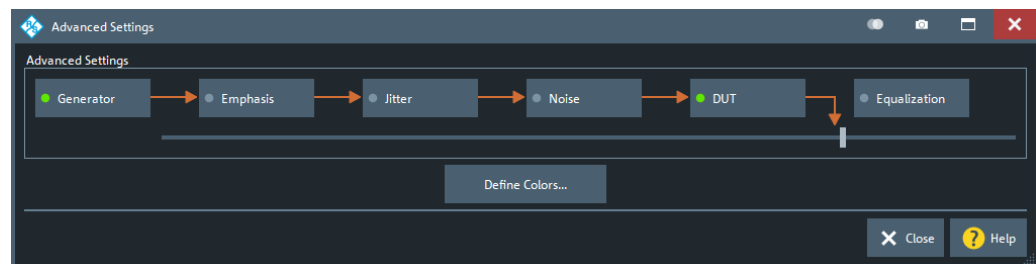 Advanced Settings
Advanced Settings
Generator
Emphasis
Jitter
Noise
DUT
Equalization
Define Colors...
Close
? Help